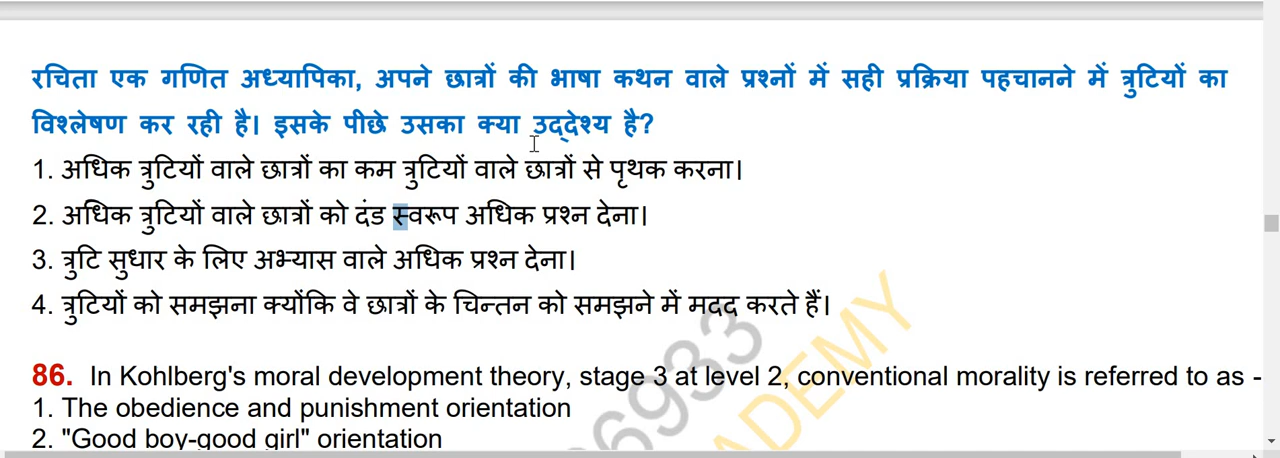 रचिता एक गणित अध्यापिका, अपने छात्रों की भाषा कथन वाले प्रश्नों में सही प्रक्रिया पहचानने में त्रुटियों का
विश्लेषण कर रही है। इसके पीछे उसका क्या उद्देश्य है?
1. अधिक त्रुटियों वाले छात्रों का कम त्रुटियों वाले छात्रों से पृथक करना।
2. अधिक त्रुटियों वाले छात्रों को दंड स्वरूप अधिक प्रश्न देना।
3. त्रुटि सुधार के लिए अभ्यास वाले अधिक प्रश्न देना।
4. त्रुटियों को समझना क्योंकि वे छात्रों के चिन्तन को समझने में मदद करते हैं।
86. In Kohlberg's moral development theory, stage 3 at level 2, conventional morality is referred to as -
1. The obedience and punishment orientation
2. "Good boy-good girl" orientation
6933
ADEMY